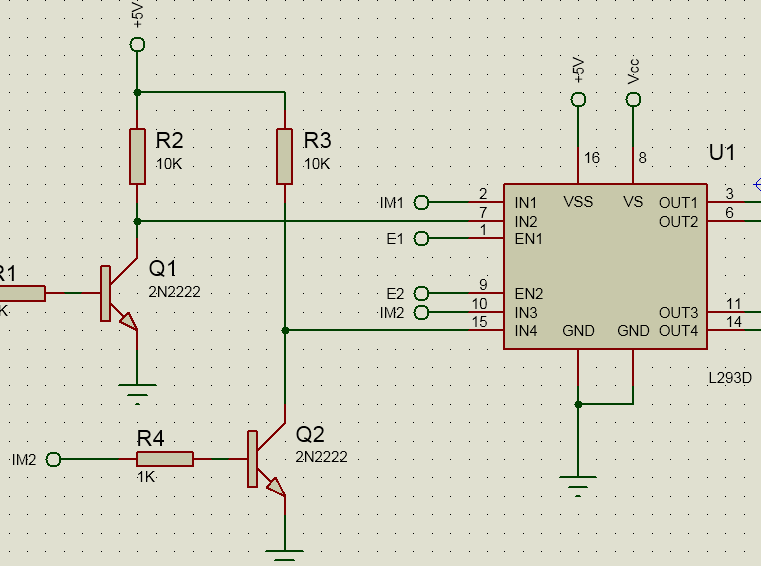 +5V
R2
10K
R3
10K
+5V
Vcc
16
8
U1
IM1
2
IN1
VSS
VS
OUT1
3
7
IN2
OUT2
6
E1
1
EN1
R1
K
Q1
2N2222
E2
9
EN2
IM2
10
IN3
OUT3
11
15
IN4
GND
GND
OUT4
14
L293D
IM2
R4
1K
Q2
2N2222